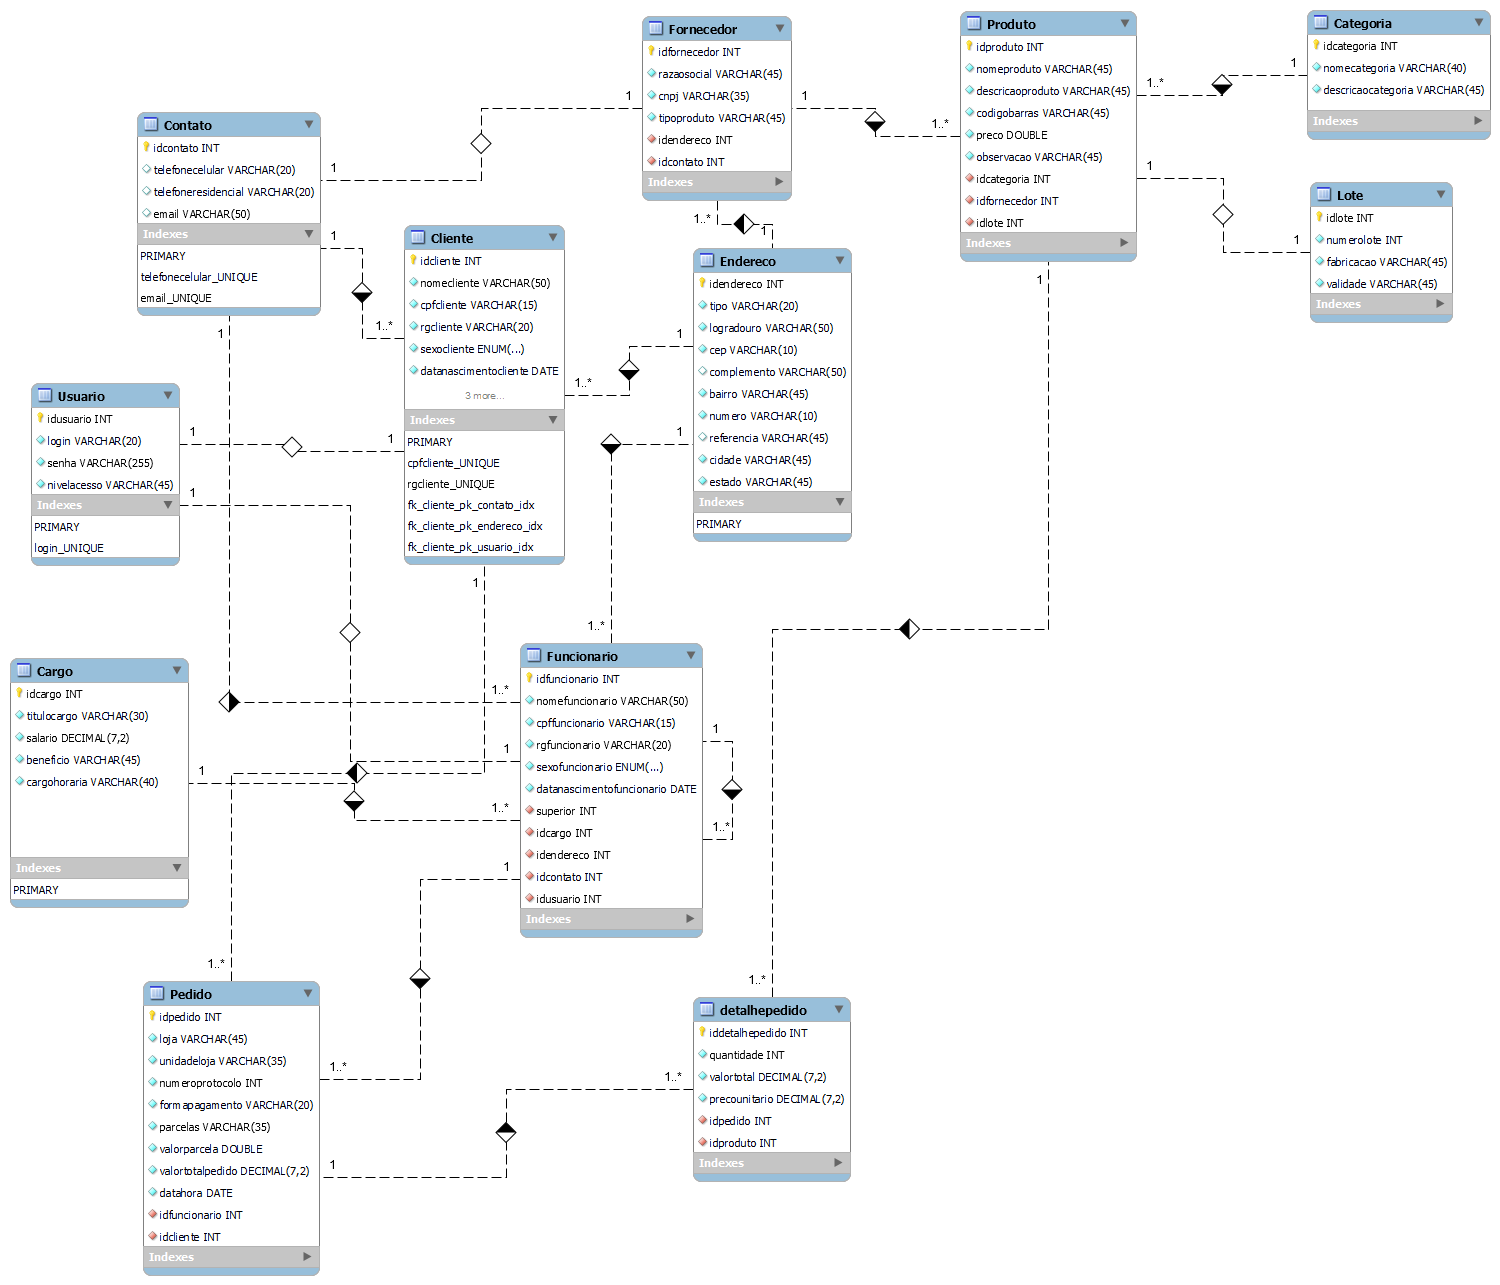 Fornecedor
idfornecedor INT
razaosocial VARCHAR(45)
cnpj VARCHAR(35)
tipoproduto VARCHAR(45)
idendereco INT
idcontato INT
Indexes
Produto
idproduto INT
nomeproduto VARCHAR(45)
descricaoproduto VARCHAR(45)
codigobarras VARCHAR(45)
preco DOUBLE
observacao VARCHAR(45)
idcategoria INT
idfornecedor INT
idlote INT
Indexes
Categoria
idcategoria INT
nomecategoria VARCHAR(40)
descricaocategoria VARCHAR(45)
Indexes
Contato
idcontato INT
telefonecelular VARCHAR(20)
telefoneresidencial VARCHAR(20)
email VARCHAR(50)
Indexes
PRIMARY
telefonecelular_UNIQUE
email_UNIQUE
Cliente
idcliente INT
nomecliente VARCHAR(50)
cpfcliente VARCHAR(15)
rgcliente VARCHAR(20)
sexocliente ENUM(...)
datanascimentocliente DATE
3 more...
Indexes
PRIMARY
cpfcliente_UNIQUE
rgcliente_UNIQUE
fk_cliente_pk_contato_idx
fk_cliente_pk_endereco_idx
fk_cliente_pk_usuario_idx
Endereco
idendereco INT
tipo VARCHAR(20)
logradouro VARCHAR(50)
cep VARCHAR(10)
complemento VARCHAR(50)
bairro VARCHAR(45)
numero VARCHAR(10)
referencia VARCHAR(45)
cidade VARCHAR(45)
estado VARCHAR(45)
Indexes
PRIMARY
Lote
idlote INT
numerolote INT
fabricacao VARCHAR(45)
validade VARCHAR(45)
Indexes
Usuario
idusuario INT
login VARCHAR(20)
senha VARCHAR(255)
nivelacesso VARCHAR(45)
Indexes
PRIMARY
login_UNIQUE
Cargo
idcargo INT
titulocargo VARCHAR(30)
salario DECIMAL(7,2)
beneficio VARCHAR(45)
cargohoraria VARCHAR(40)
Indexes
PRIMARY
Funcionario
idfuncionario INT
nomefuncionario VARCHAR(50)
cpffuncionario VARCHAR(15)
rgfuncionario VARCHAR(20)
sexofuncionario ENUM(...)
datanascimentofuncionario DATE
superior INT
idcargo INT
idendereco INT
idcontato INT
idusuario INT
Indexes
Pedido
idpedido INT
loja VARCHAR(45)
unidadeloja VARCHAR(35)
numeroprotocolo INT
formapagamento VARCHAR(20)
parcelas VARCHAR(35)
valorparcela DOUBLE
valortotalpedido DECIMAL(7,2)
datahora DATE
idfuncionario INT
idcliente INT
Indexes
detalhepedido
iddetalhepedido INT
quantidade INT
valortotal DECIMAL(7,2)
precounitario DECIMAL(7,2)
idpedido INT
idproduto INT
Indexes
1
1
1
1..*
1..*
1
1
1
1..*
1
1
1..*
1
1..*
1
1
1
1
1..*
1
1..*
1
1
1..*
1
1..*
1
1..*
1
1..*
1
1..*
1
1..*